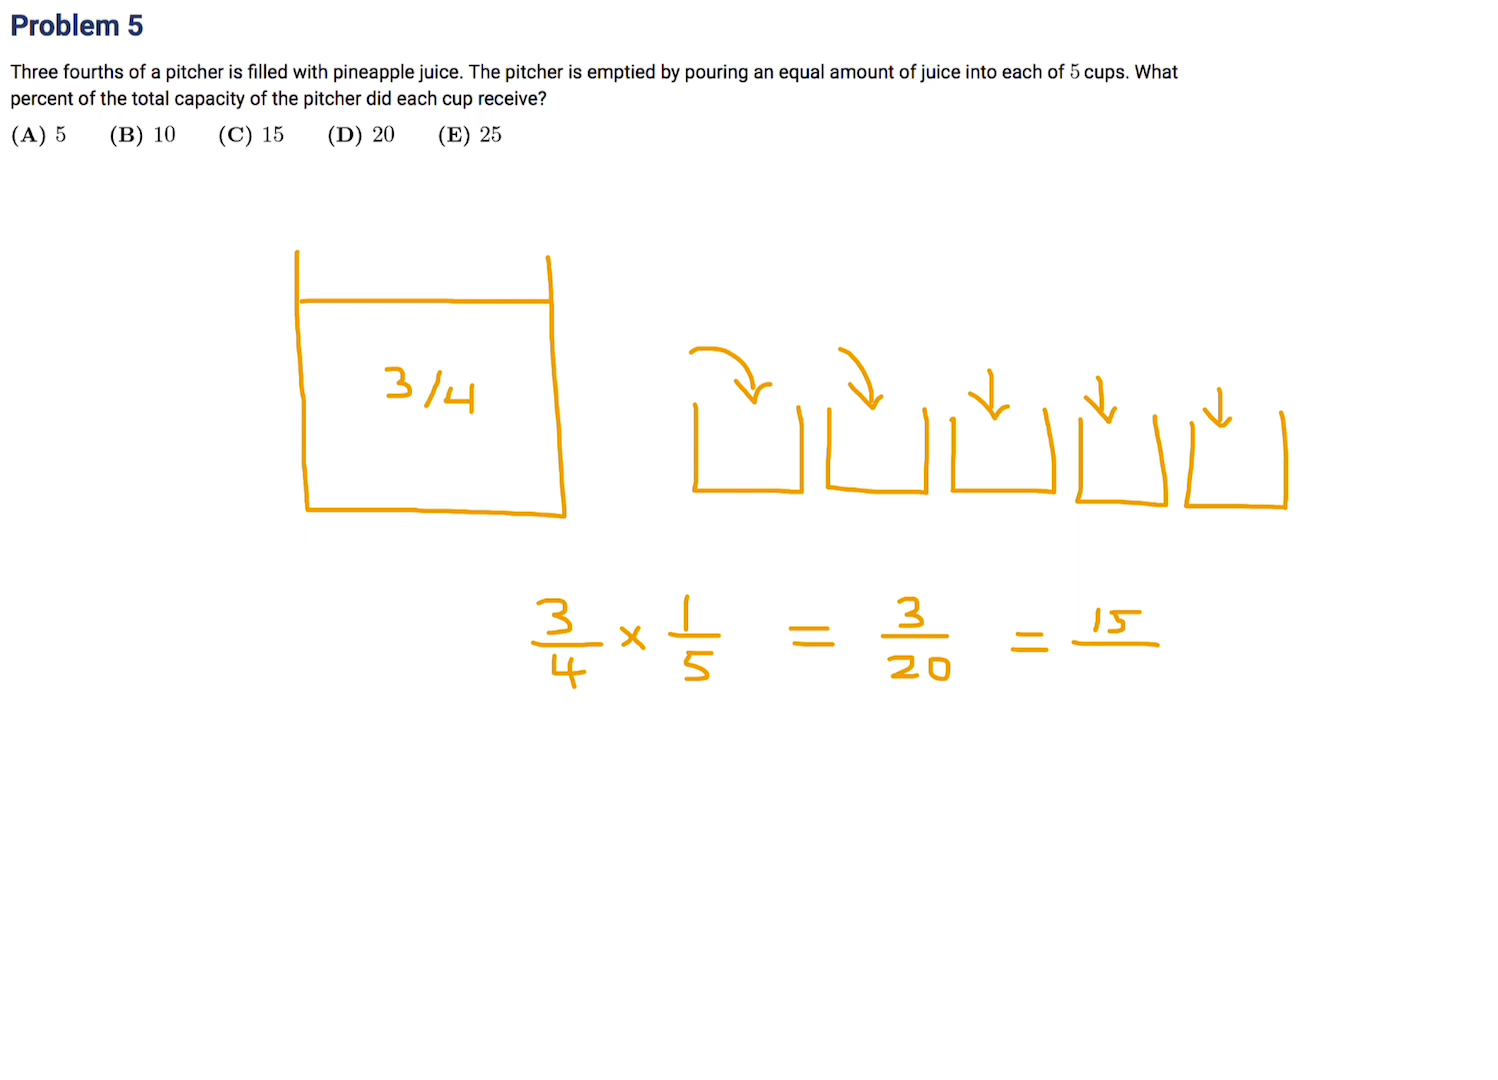 Problem 5
Three fourths of a pitcher is filled with pineapple juice. The pitcher is emptied by pouring an equal amount of juice into each of 5 cups. What
percent of the total capacity of the pitcher did each cup receive?
(A) 5 (B) 10 (C) 15 (D) 20 (E) 25
3/4
3/4 × 1/5 = 3/20 = 15/